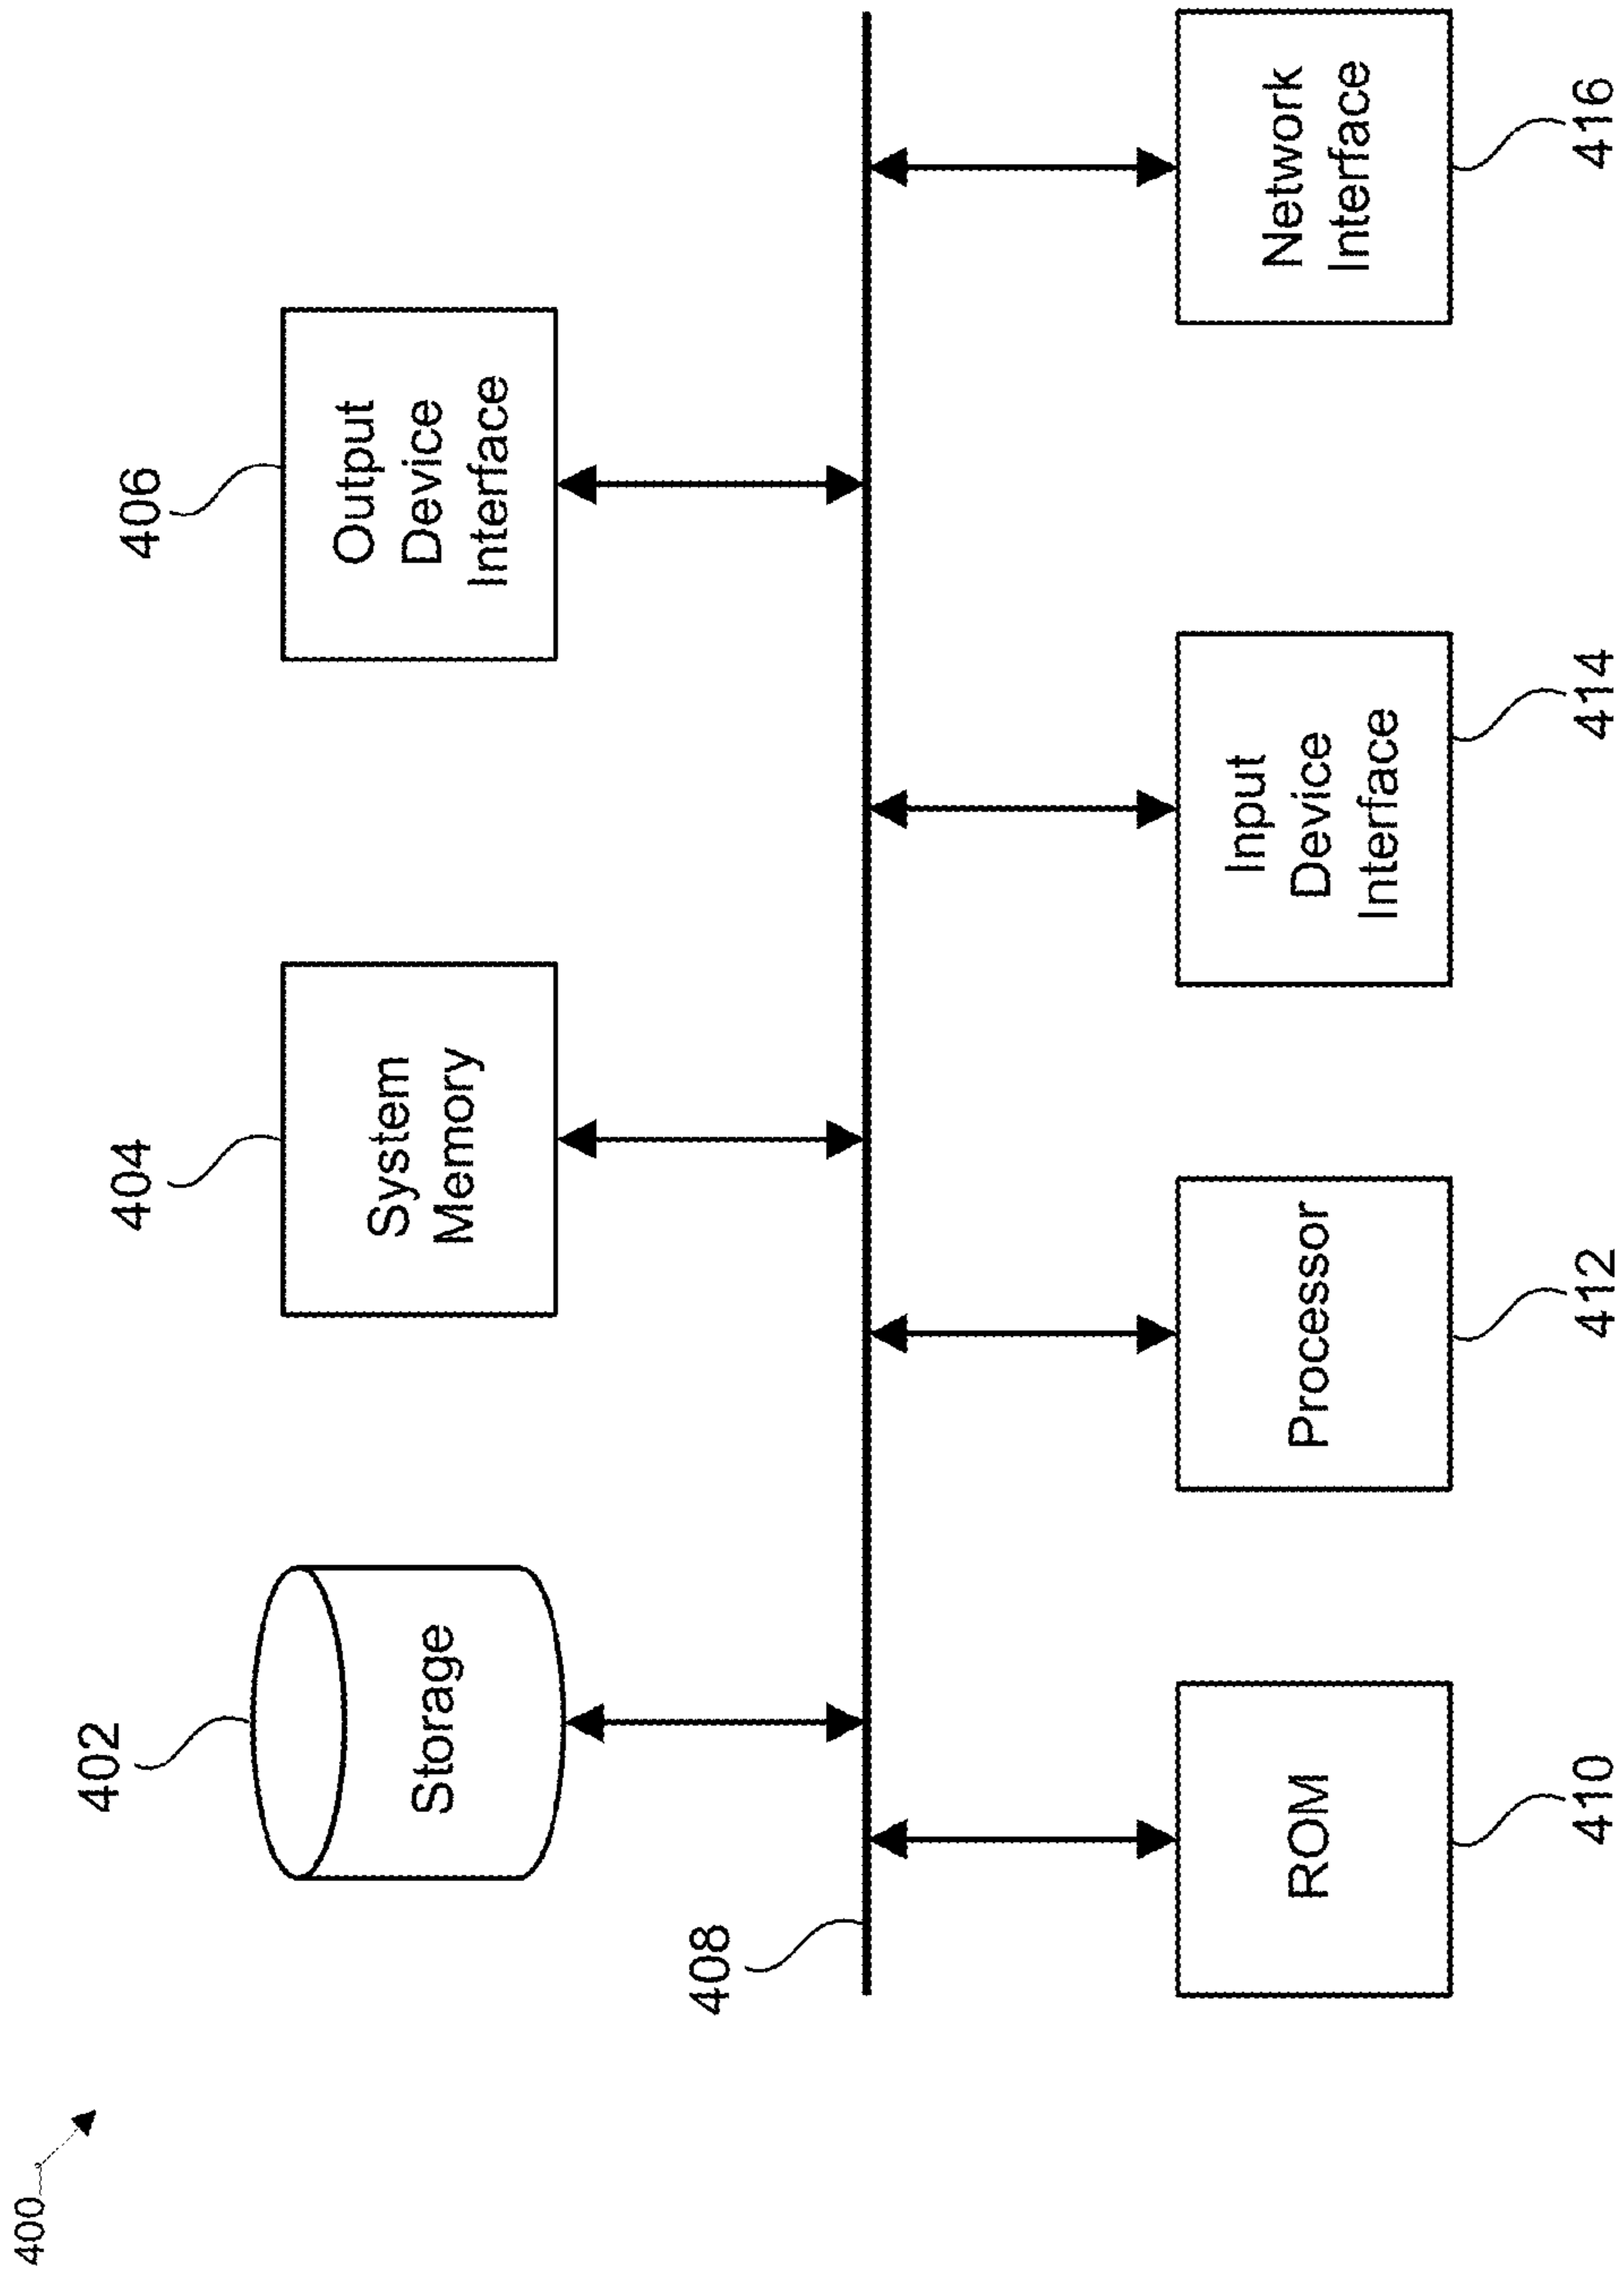 400
402
Storage
404
System
Memory
406
Output
Device
Interface
408
ROM
410
Processor
412
Input
Device
Interface
414
Network
Interface
416